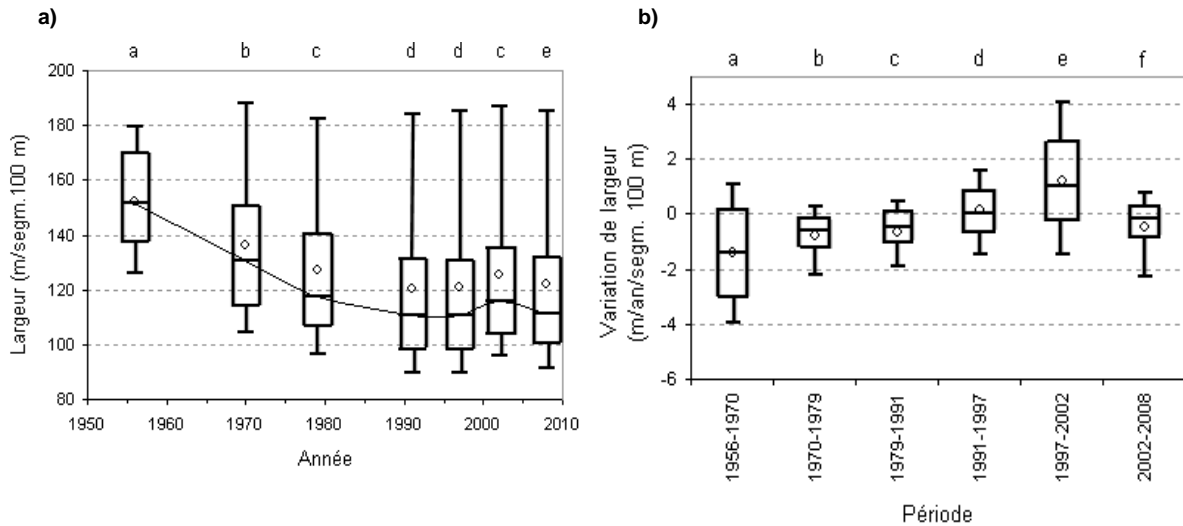 a)
a b c d d c e
200
180
160
140
120
100
80
1950 1960 1970 1980 1990 2000 2010
Largeur (m/segm.100 m)
Année
b)
a b c d e f
4
2
0
-2
-4
-6
Variation de largeur
(m/an/segm. 100 m)
1956-1970
1970-1979
1979-1991
1991-1997
1997-2002
2002-2008
Période